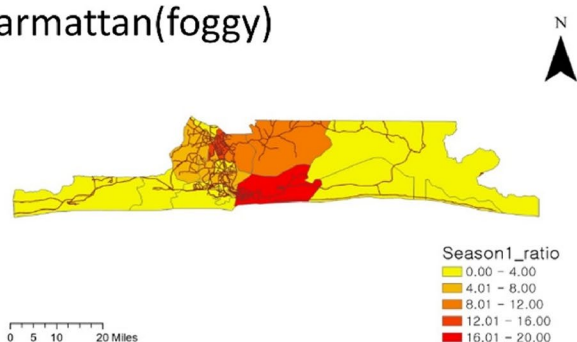 armattan(foggy)
N
Season1_ratio
0.00 - 4.00
4.01 - 8.00
8.01 - 12.00
12.01 - 16.00
16.01 - 20.00
0 5 10 20 Miles